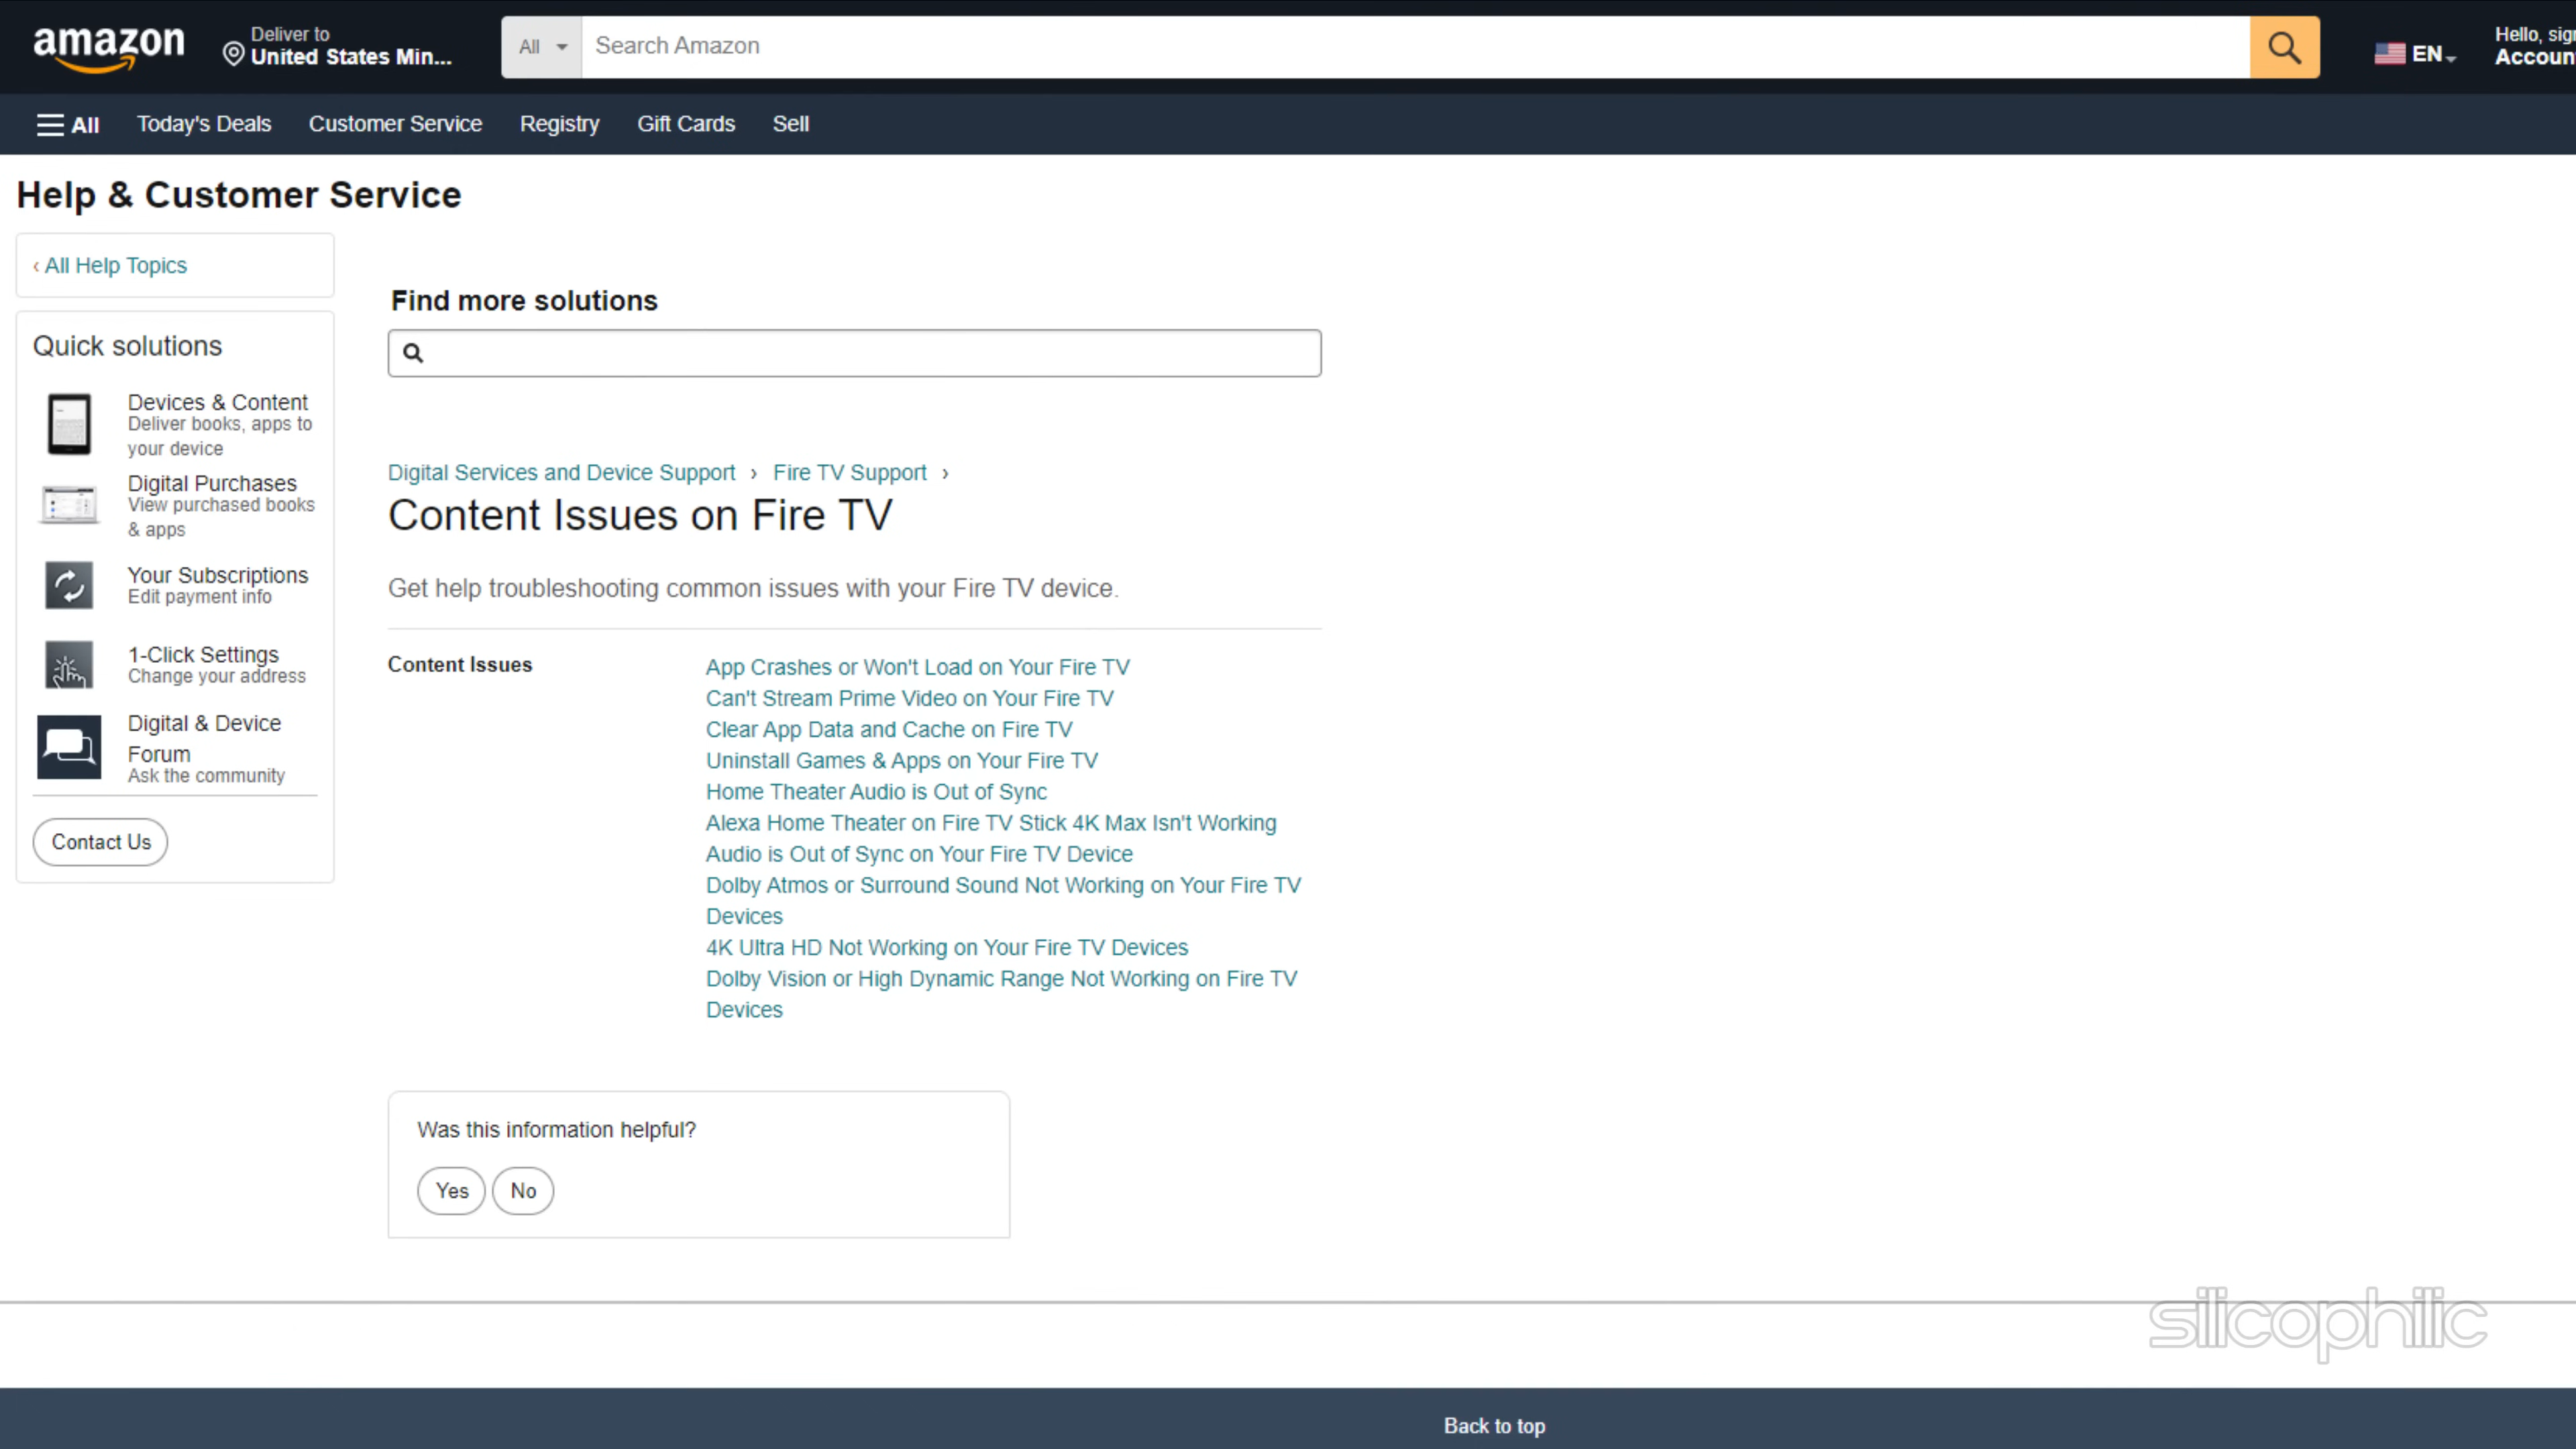 amazon
Deliver to
United States Min...
All
Search Amazon
EN
Hello, sig
Accoun
All
Today's Deals
Customer Service
Registry
Gift Cards
Sell
Help & Customer Service
‹ All Help Topics
Quick solutions
Devices & Content
Deliver books, apps to
your device
Digital Purchases
View purchased books
& apps
Your Subscriptions
Edit payment info
1-Click Settings
Change your address
Digital & Device
Forum
Ask the community
Contact Us
Find more solutions
Digital Services and Device Support › Fire TV Support ›
Content Issues on Fire TV
Get help troubleshooting common issues with your Fire TV device.
Content Issues
App Crashes or Won't Load on Your Fire TV
Can't Stream Prime Video on Your Fire TV
Clear App Data and Cache on Fire TV
Uninstall Games & Apps on Your Fire TV
Home Theater Audio is Out of Sync
Alexa Home Theater on Fire TV Stick 4K Max Isn't Working
Audio is Out of Sync on Your Fire TV Device
Dolby Atmos or Surround Sound Not Working on Your Fire TV
Devices
4K Ultra HD Not Working on Your Fire TV Devices
Dolby Vision or High Dynamic Range Not Working on Fire TV
Devices
Was this information helpful?
Yes
No
silicophilic
Back to top